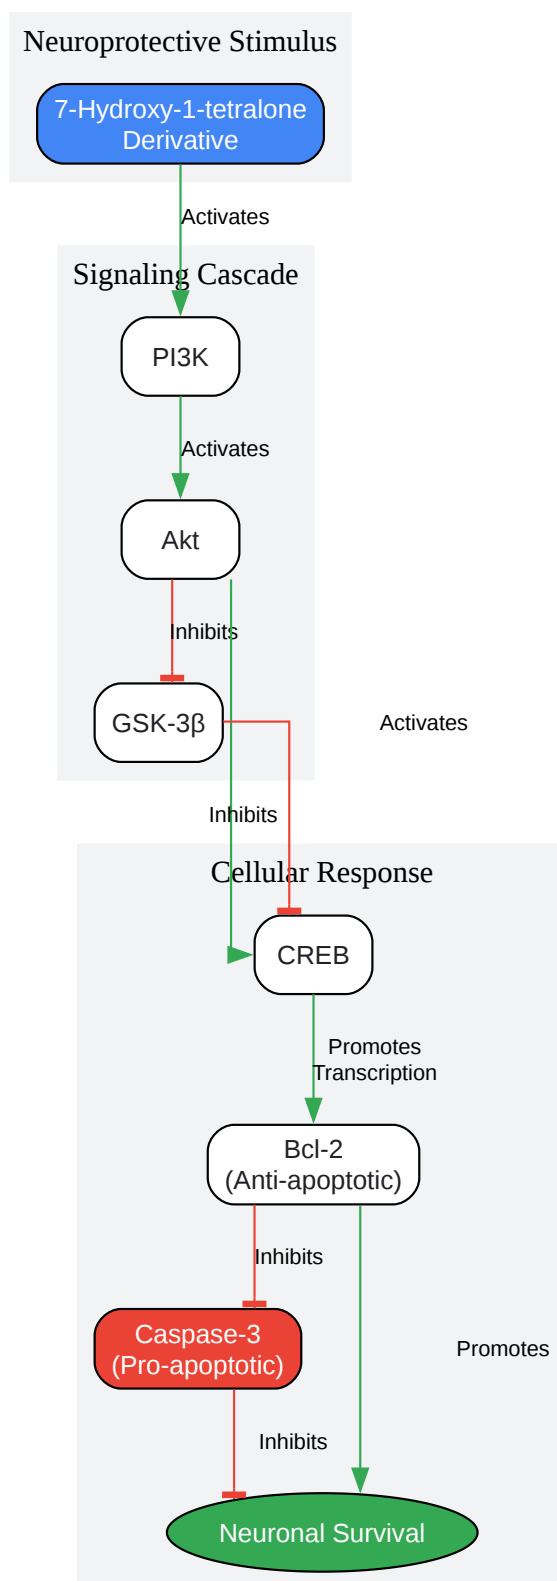 Neuroprotective Stimulus
7-Hydroxy-1-tetralone
Derivative
Activates
Signaling Cascade
PI3K
Activates
Akt
Inhibits
GSK-3β
Activates
Inhibits
Cellular Response
CREB
Promotes
Transcription
Bcl-2
(Anti-apoptotic)
Inhibits
Caspase-3
(Pro-apoptotic)
Promotes
Inhibits
Neuronal Survival